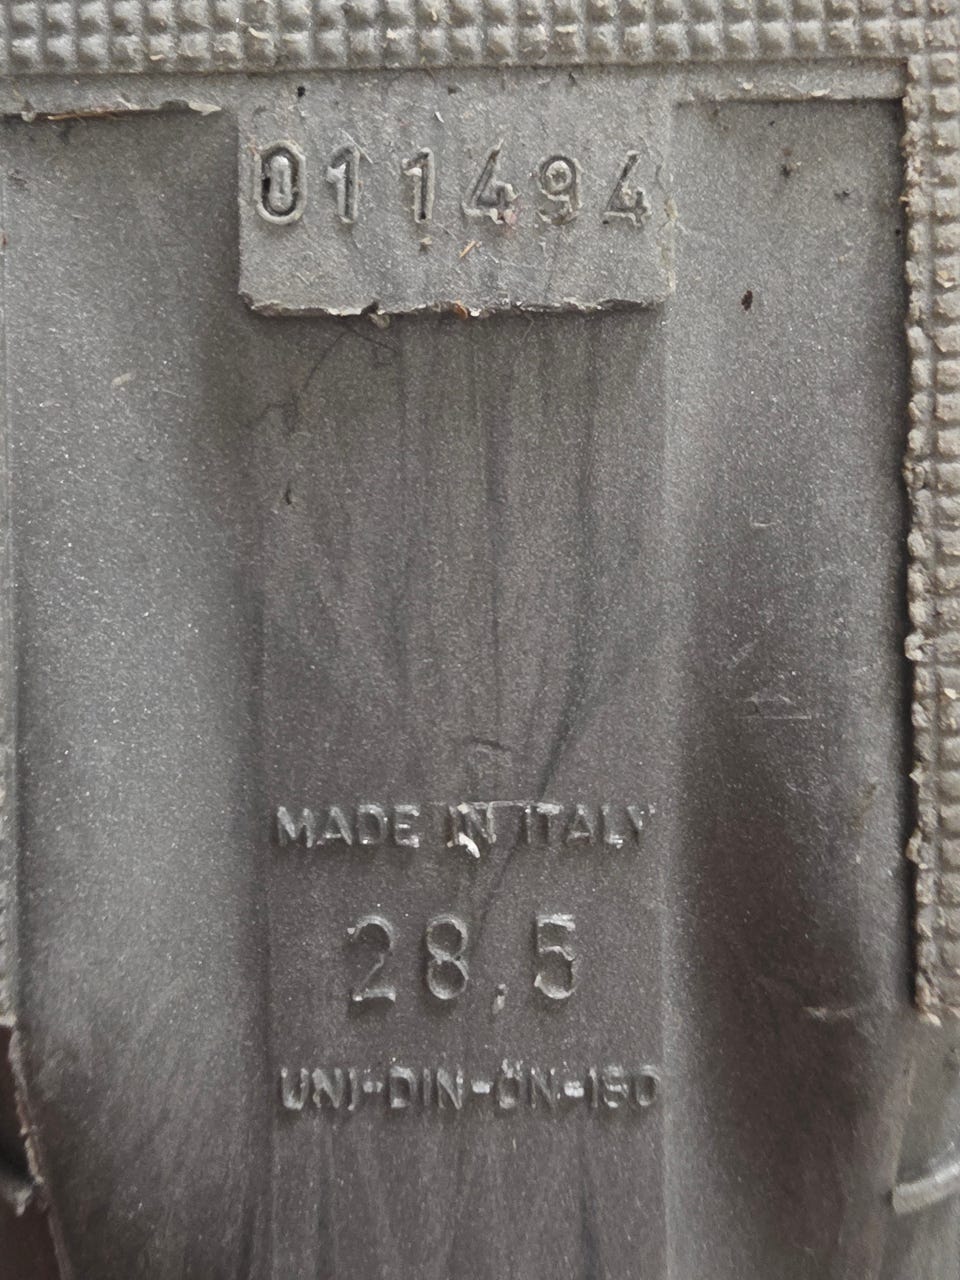 011494
MADE IN ITALY
28,5
UNI-DIN-ÖN-ISO